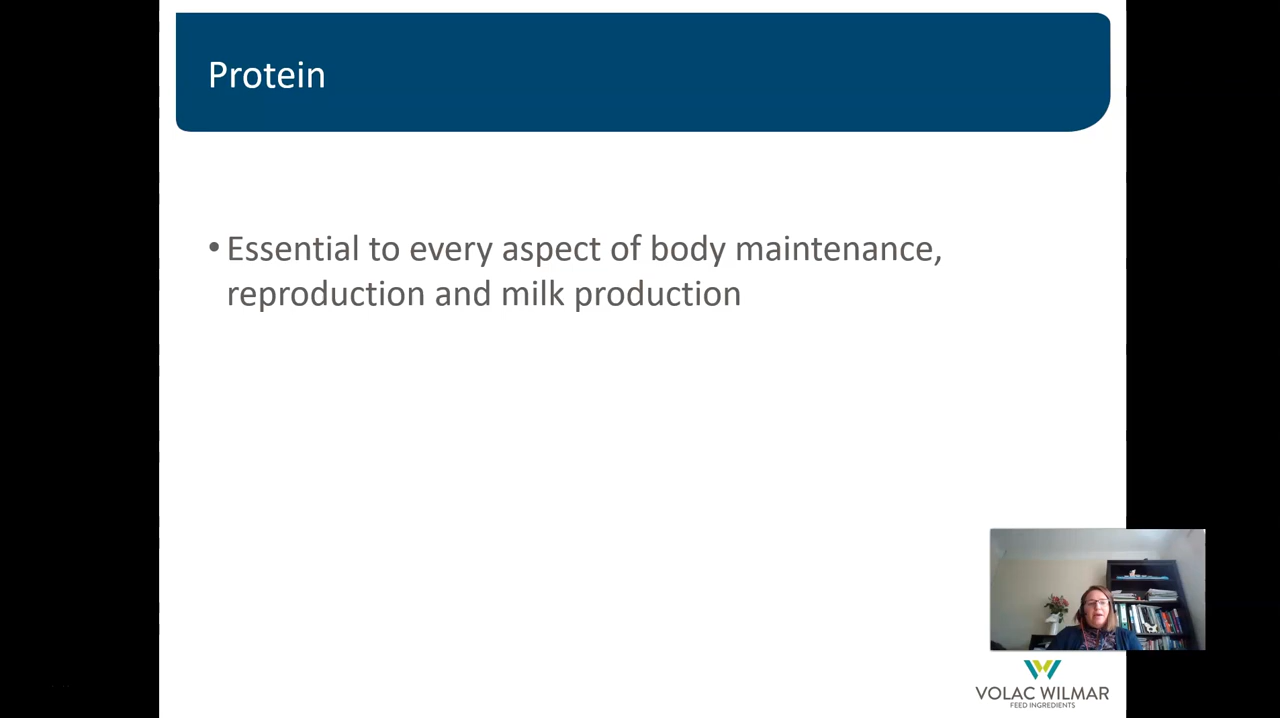 Protein
• Essential to every aspect of body maintenance,
reproduction and milk production
VOLAC WILMAR
FEED INGREDIENTS